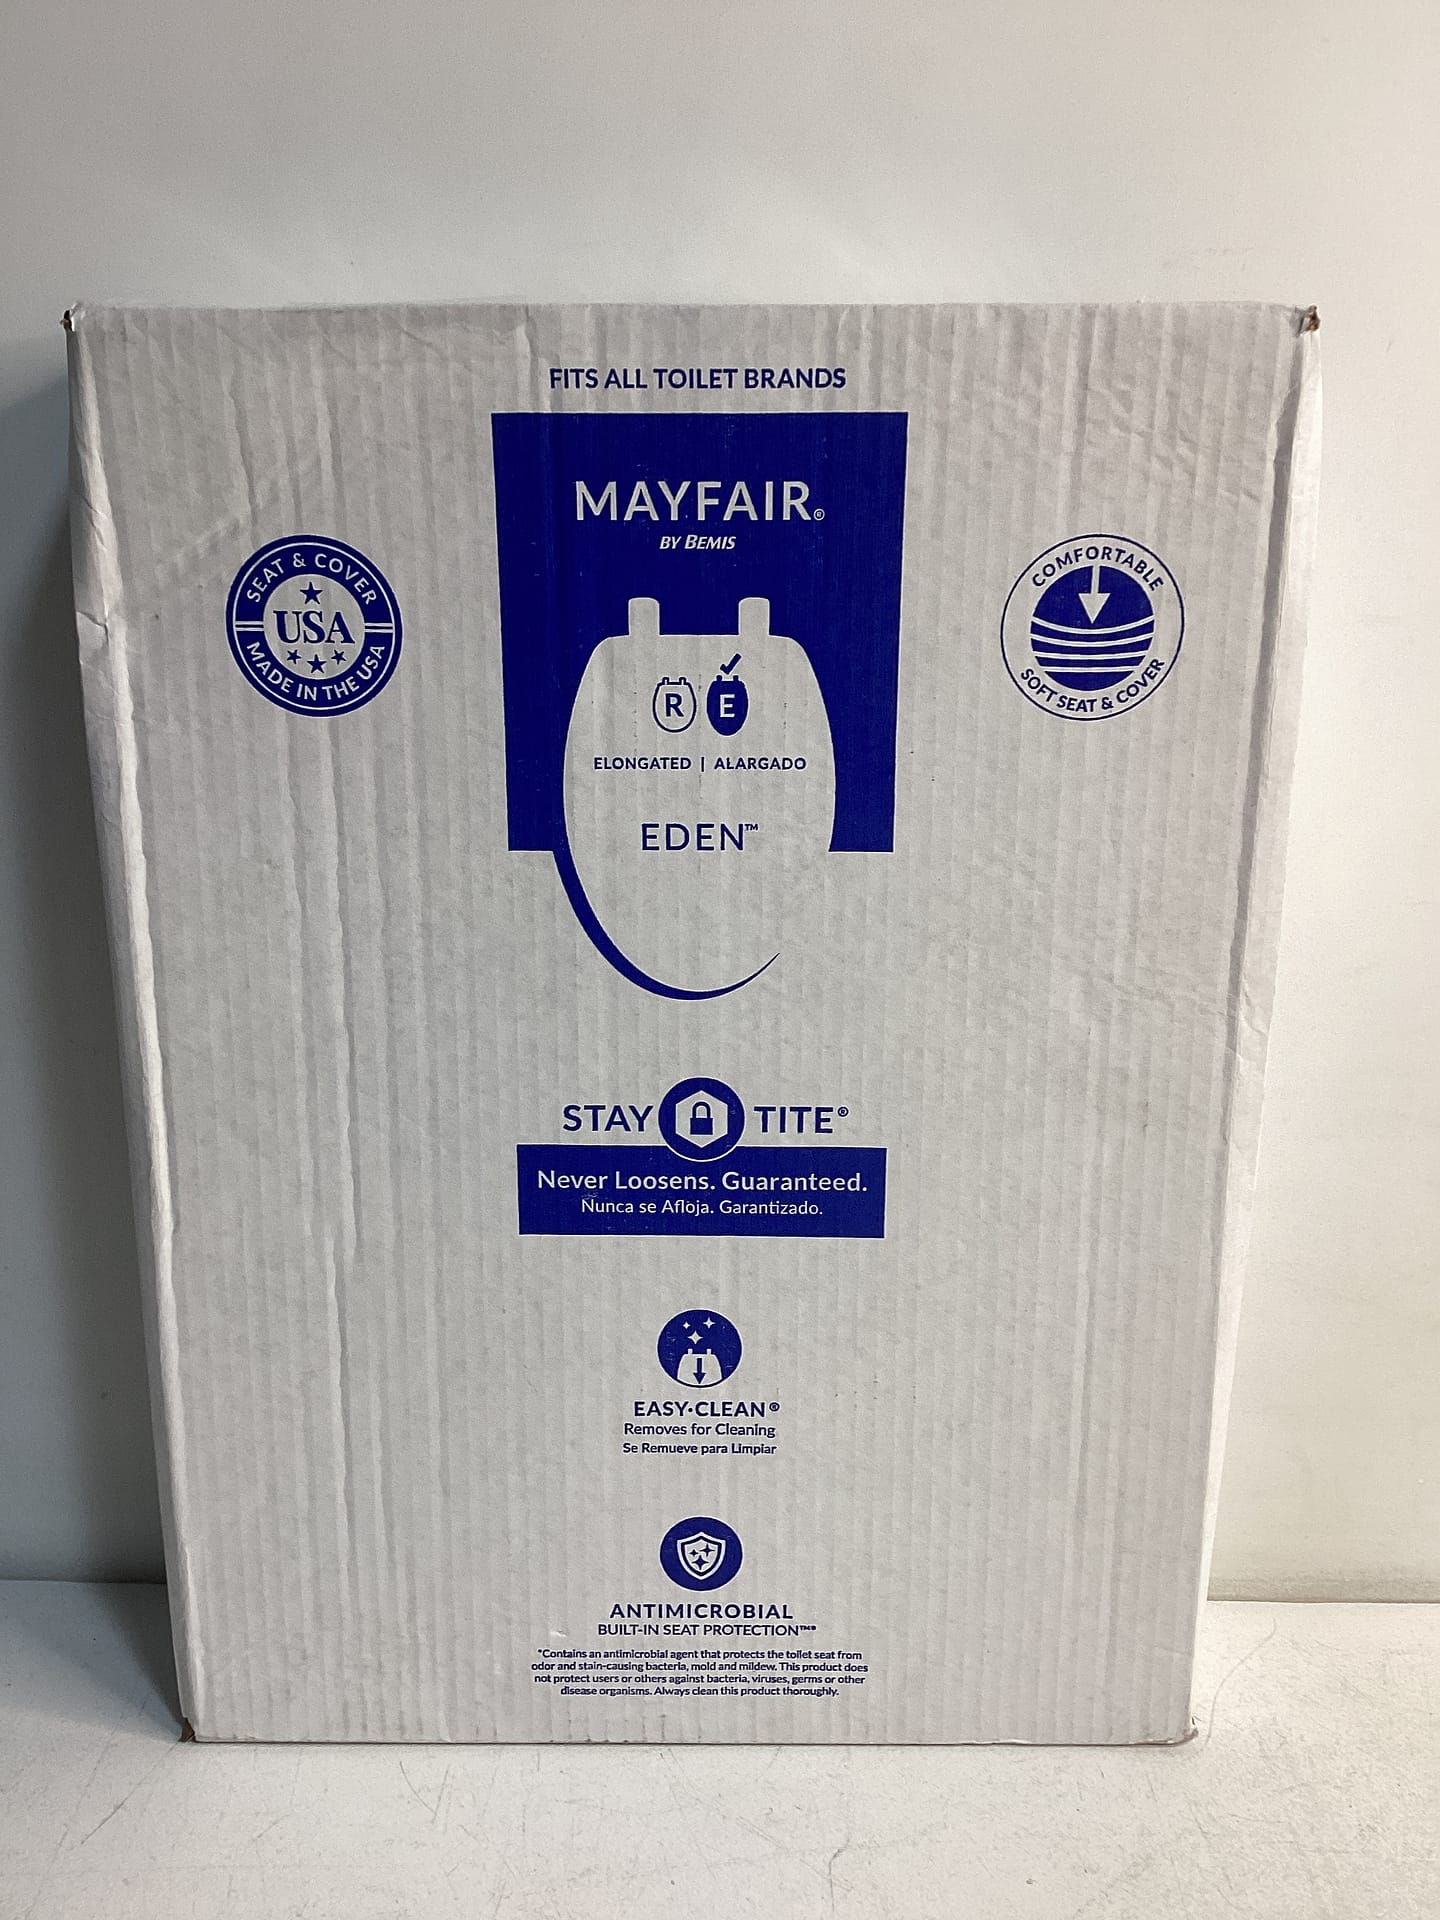 FITS ALL TOILET BRANDS
MAYFAIR®
BY BEMIS
SEAT & COVER
USA
MADE IN THE USA
COMFORTABLE
SOFT SEAT & COVER
R E
ELONGATED | ALARGADO
EDEN™
STAY TITE®
Never Loosens. Guaranteed.
Nunca se Afloja. Garantizado.
EASY•CLEAN®
Removes for Cleaning
Se Remueve para Limpiar
ANTIMICROBIAL
BUILT-IN SEAT PROTECTION™*
*Contains an antimicrobial agent that protects the toilet seat from
odor and stain-causing bacteria, mold and mildew. This product does
not protect users or others against bacteria, viruses, germs or other
disease organisms. Always clean this product thoroughly.